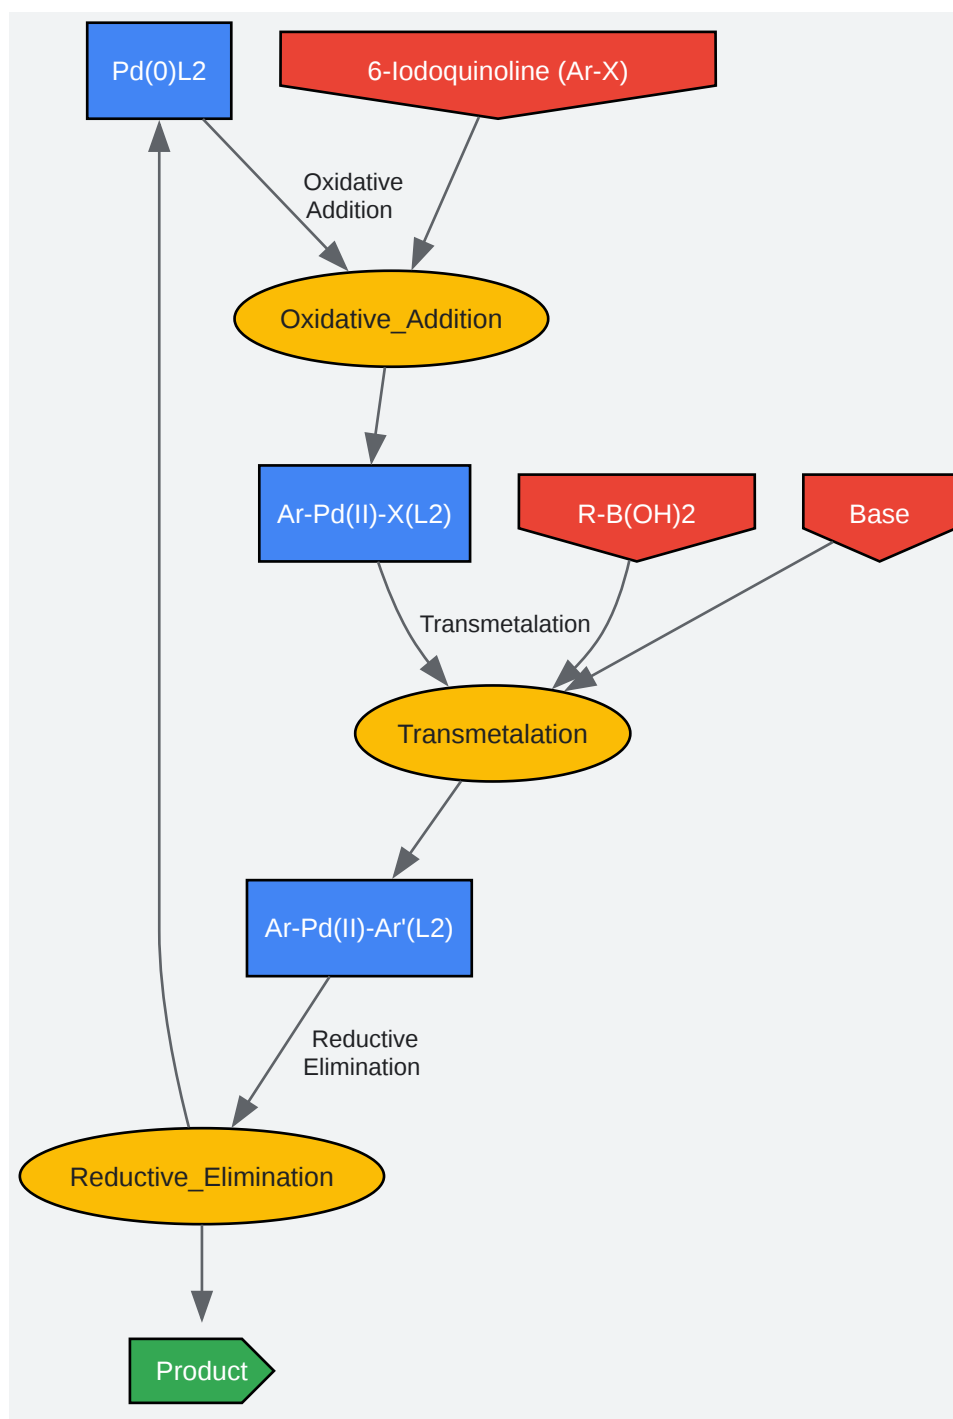 Pd(0)L2
6-Iodoquinoline (Ar-X)
Oxidative
Addition
Oxidative_Addition
Ar-Pd(II)-X(L2)
R-B(OH)2
Base
Transmetalation
Transmetalation
Ar-Pd(II)-Ar'(L2)
Reductive
Elimination
Reductive_Elimination
Product